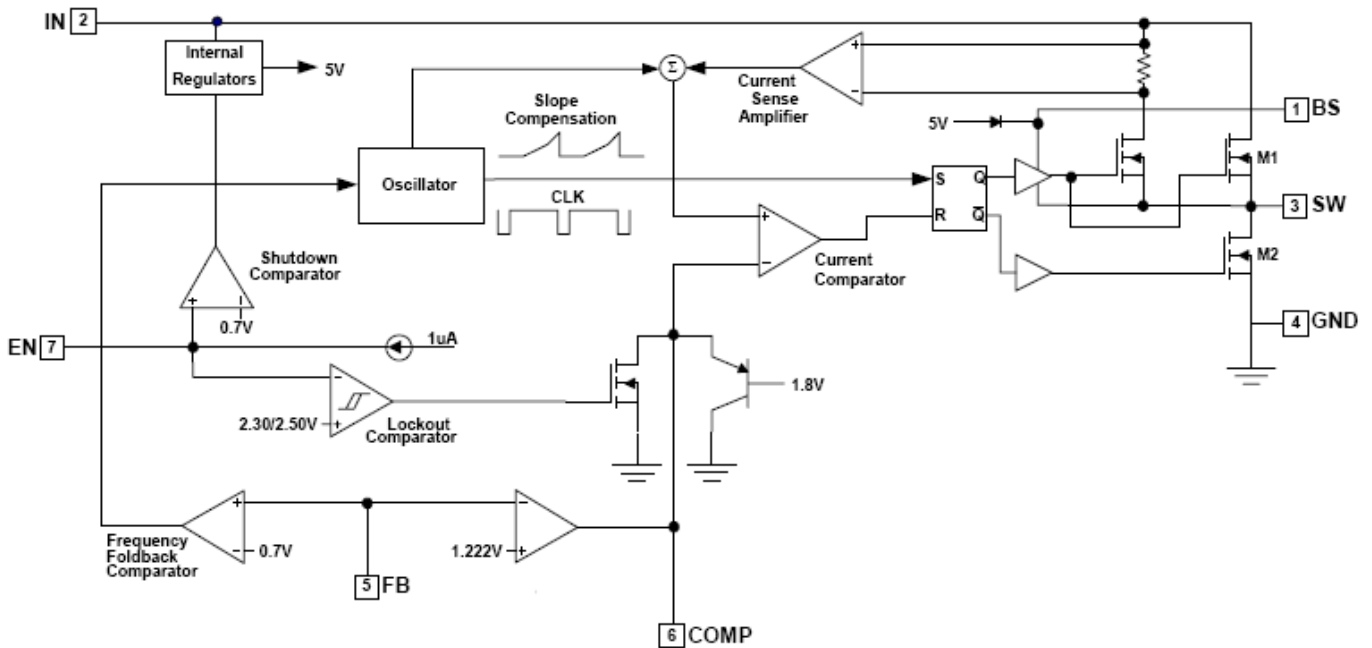 IN 2
Internal
Regulators
5V
Σ
+
−
Current
Sense
Amplifier
1 BS
Slope
Compensation
5V
Oscillator
CLK
S Q
R Q̅
M1
3 SW
+
−
Current
Comparator
M2
Shutdown
Comparator
+ −
0.7V
4 GND
EN 7
1uA
−
2.30/2.50V +
Lockout
Comparator
1.8V
+
−0.7V
Frequency
Foldback
Comparator
−
1.222V +
5 FB
6 COMP